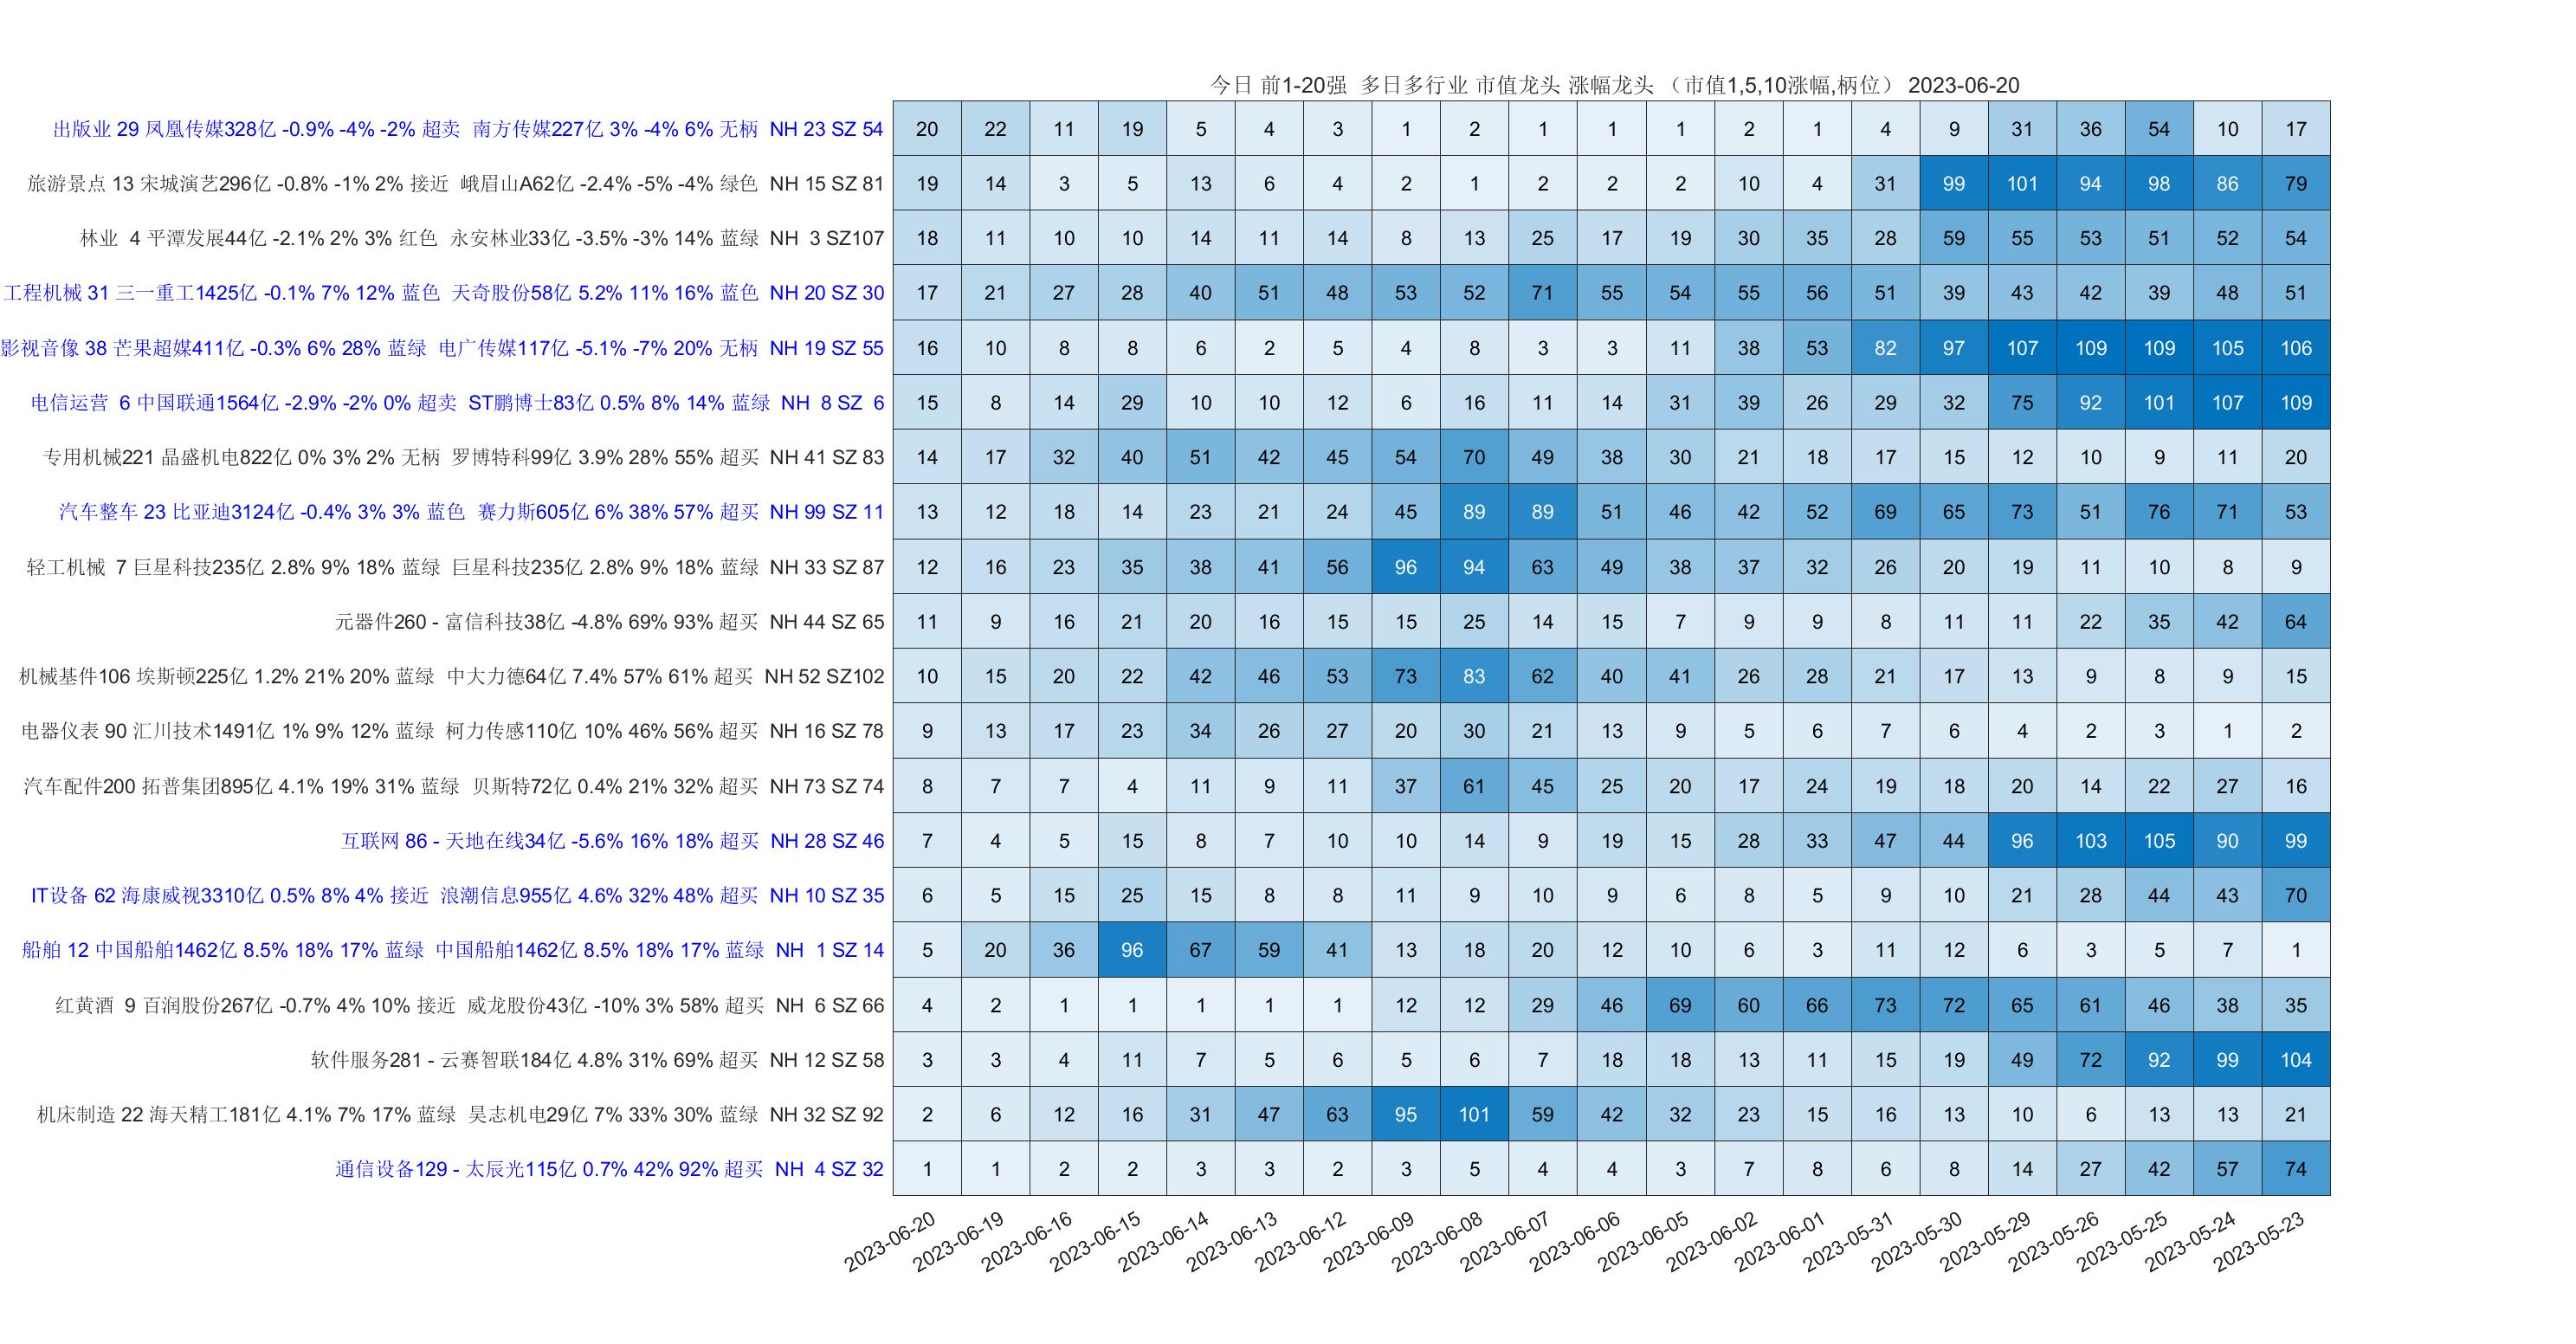 今日 前1-20强 多日多行业 市值龙头 涨幅龙头 （市值1,5,10涨幅,柄位） 2023-06-20
出版业 29 凤凰传媒328亿 -0.9% -4% -2% 超卖 南方传媒227亿 3% -4% 6% 无柄 NH 23 SZ 54 20 22 11 19 5 4 3 1 2 1 1 1 2 1 4 9 31 36 54 10 17
旅游景点 13 宋城演艺296亿 -0.8% -1% 2% 接近 峨眉山A62亿 -2.4% -5% -4% 绿色 NH 15 SZ 81 19 14 3 5 13 6 4 2 1 2 2 2 10 4 31 99 101 94 98 86 79
林业 4 平潭发展44亿 -2.1% 2% 3% 红色 永安林业33亿 -3.5% -3% 14% 蓝绿 NH 3 SZ107 18 11 10 10 14 11 14 8 13 25 17 19 30 35 28 59 55 53 51 52 54
工程机械 31 三一重工1425亿 -0.1% 7% 12% 蓝色 天奇股份58亿 5.2% 11% 16% 蓝色 NH 20 SZ 30 17 21 27 28 40 51 48 53 52 71 55 54 55 56 51 39 43 42 39 48 51
影视音像 38 芒果超媒411亿 -0.3% 6% 28% 蓝绿 电广传媒117亿 -5.1% -7% 20% 无柄 NH 19 SZ 55 16 10 8 8 6 2 5 4 8 3 3 11 38 53 82 97 107 109 109 105 106
电信运营 6 中国联通1564亿 -2.9% -2% 0% 超卖 ST鹏博士83亿 0.5% 8% 14% 蓝绿 NH 8 SZ 6 15 8 14 29 10 10 12 6 16 11 14 31 39 26 29 32 75 92 101 107 109
专用机械221 晶盛机电822亿 0% 3% 2% 无柄 罗博特科99亿 3.9% 28% 55% 超买 NH 41 SZ 83 14 17 32 40 51 42 45 54 70 49 38 30 21 18 17 15 12 10 9 11 20
汽车整车 23 比亚迪3124亿 -0.4% 3% 3% 蓝色 赛力斯605亿 6% 38% 57% 超买 NH 99 SZ 11 13 12 18 14 23 21 24 45 89 89 51 46 42 52 69 65 73 51 76 71 53
轻工机械 7 巨星科技235亿 2.8% 9% 18% 蓝绿 巨星科技235亿 2.8% 9% 18% 蓝绿 NH 33 SZ 87 12 16 23 35 38 41 56 96 94 63 49 38 37 32 26 20 19 11 10 8 9
元器件260 - 富信科技38亿 -4.8% 69% 93% 超买 NH 44 SZ 65 11 9 16 21 20 16 15 15 25 14 15 7 9 9 8 11 11 22 35 42 64
机械基件106 埃斯顿225亿 1.2% 21% 20% 蓝绿 中大力德64亿 7.4% 57% 61% 超买 NH 52 SZ102 10 15 20 22 42 46 53 73 83 62 40 41 26 28 21 17 13 9 8 9 15
电器仪表 90 汇川技术1491亿 1% 9% 12% 蓝绿 柯力传感110亿 10% 46% 56% 超买 NH 16 SZ 78 9 13 17 23 34 26 27 20 30 21 13 9 5 6 7 6 4 2 3 1 2
汽车配件200 拓普集团895亿 4.1% 19% 31% 蓝绿 贝斯特72亿 0.4% 21% 32% 超买 NH 73 SZ 74 8 7 7 4 11 9 11 37 61 45 25 20 17 24 19 18 20 14 22 27 16
互联网 86 - 天地在线34亿 -5.6% 16% 18% 超买 NH 28 SZ 46 7 4 5 15 8 7 10 10 14 9 19 15 28 33 47 44 96 103 105 90 99
IT设备 62 海康威视3310亿 0.5% 8% 4% 接近 浪潮信息955亿 4.6% 32% 48% 超买 NH 10 SZ 35 6 5 15 25 15 8 8 11 9 10 9 6 8 5 9 10 21 28 44 43 70
船舶 12 中国船舶1462亿 8.5% 18% 17% 蓝绿 中国船舶1462亿 8.5% 18% 17% 蓝绿 NH 1 SZ 14 5 20 36 96 67 59 41 13 18 20 12 10 6 3 11 12 6 3 5 7 1
红黄酒 9 百润股份267亿 -0.7% 4% 10% 接近 威龙股份43亿 -10% 3% 58% 超买 NH 6 SZ 66 4 2 1 1 1 1 1 12 12 29 46 69 60 66 73 72 65 61 46 38 35
软件服务281 - 云赛智联184亿 4.8% 31% 69% 超买 NH 12 SZ 58 3 3 4 11 7 5 6 5 6 7 18 18 13 11 15 19 49 72 92 99 104
机床制造 22 海天精工181亿 4.1% 7% 17% 蓝绿 昊志机电29亿 7% 33% 30% 蓝绿 NH 32 SZ 92 2 6 12 16 31 47 63 95 101 59 42 32 23 15 16 13 10 6 13 13 21
通信设备129 - 太辰光115亿 0.7% 42% 92% 超买 NH 4 SZ 32 1 1 2 2 3 3 2 3 5 4 4 3 7 8 6 8 14 27 42 57 74
2023-06-20 2023-06-19 2023-06-16 2023-06-15 2023-06-14 2023-06-13 2023-06-12 2023-06-09 2023-06-08 2023-06-07 2023-06-06 2023-06-05 2023-06-02 2023-06-01 2023-05-31 2023-05-30 2023-05-29 2023-05-26 2023-05-25 2023-05-24 2023-05-23